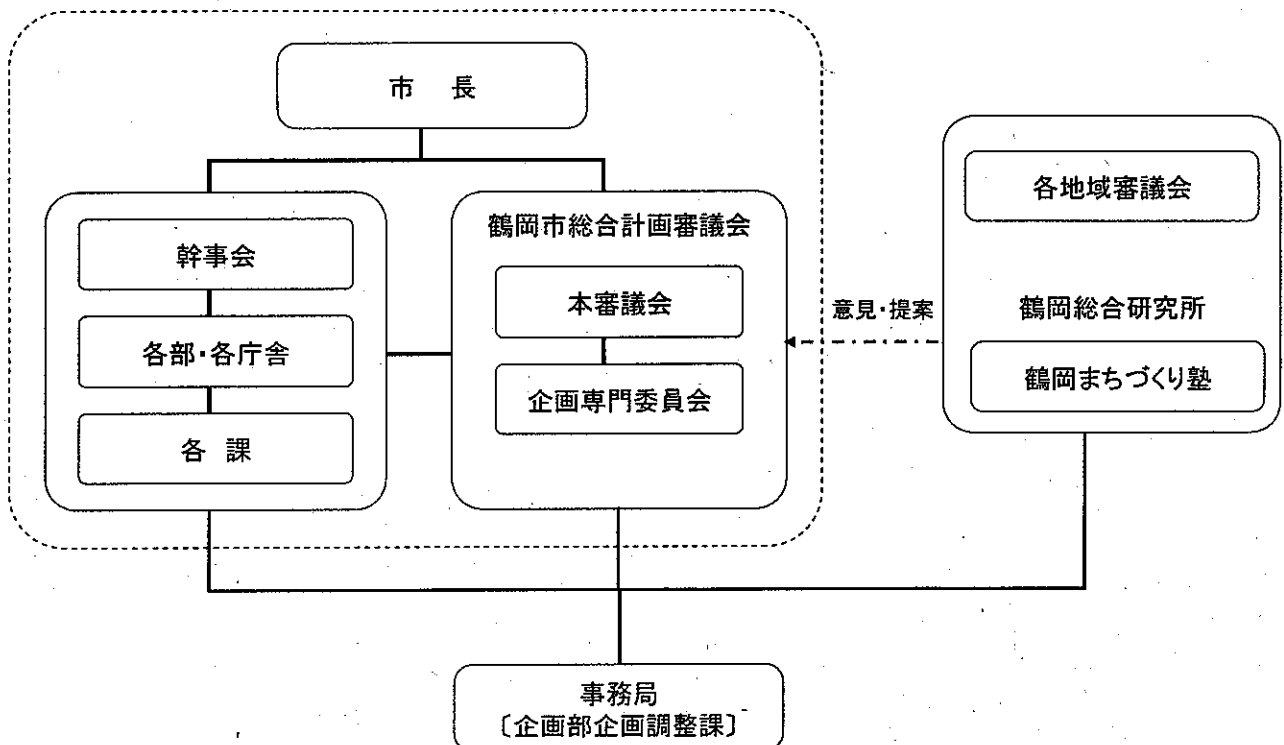 市 長
幹事会
各部・各庁舎
各 課
鶴岡市総合計画審議会
本審議会
企画専門委員会
意見・提案
各地域審議会
鶴岡総合研究所
鶴岡まちづくり塾
事務局
〔企画部企画調整課〕